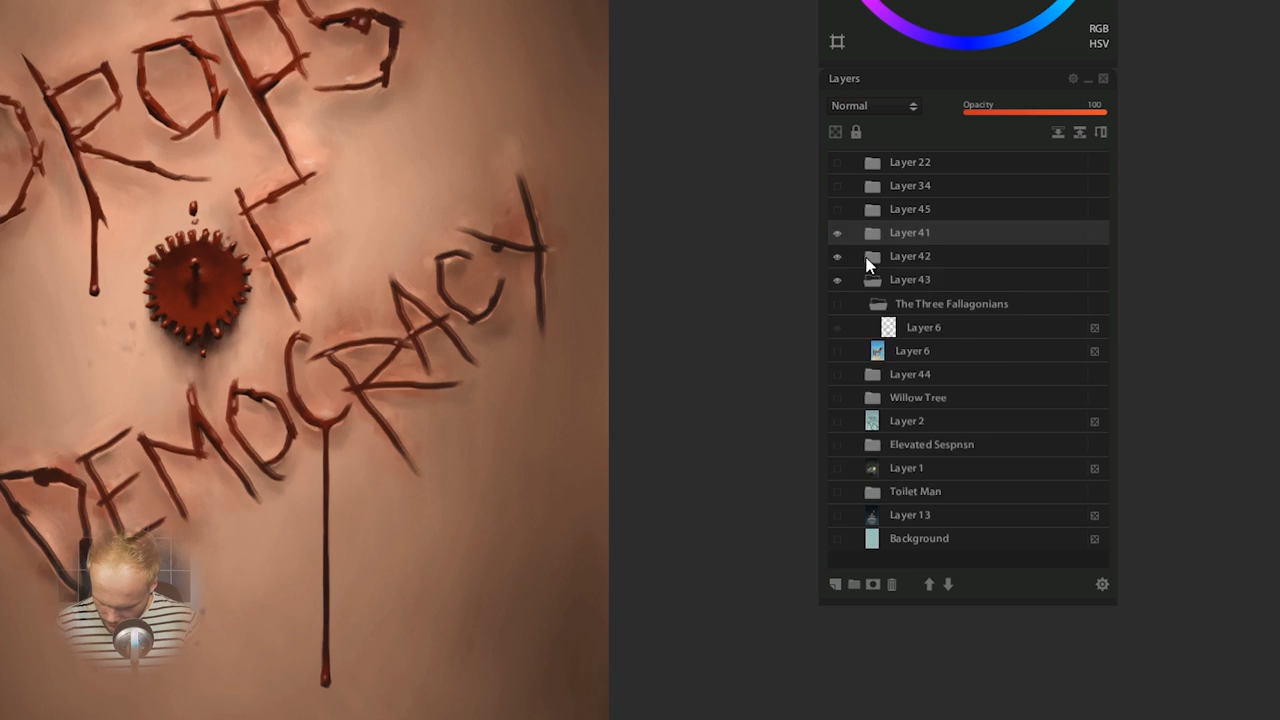 DROPS
OF
DEMOCRACY
RGB
HSV
Layers
Normal
Opacity 100
Layer 22
Layer 34
Layer 45
Layer 41
Layer 42
Layer 43
The Three Fallagonians
Layer 6
Layer 6
Layer 44
Willow Tree
Layer 2
Elevated Sespnsn
Layer 1
Toilet Man
Layer 13
Background